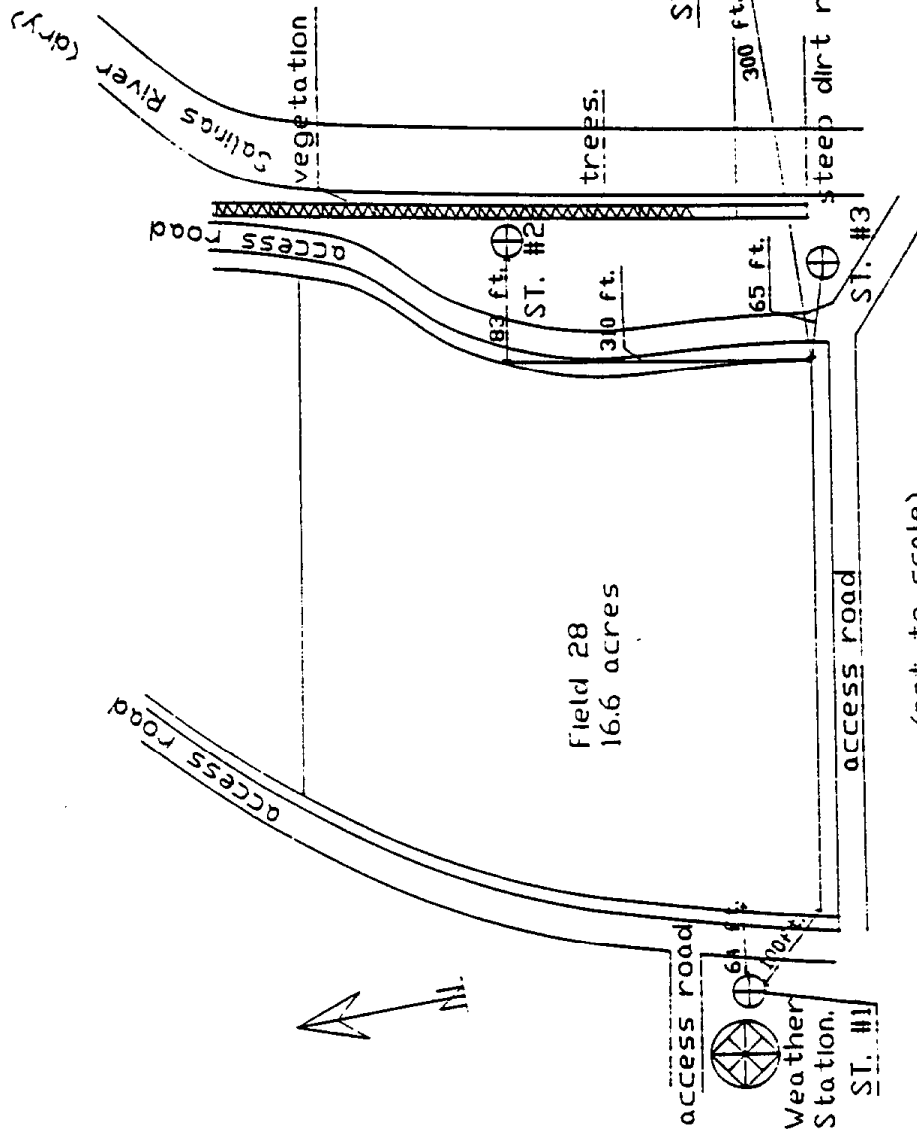 Salinas River (dry)
vegetation
access road
access road
83 ft.
ST. #2
trees.
310 ft.
300 ft.
65 ft.
ST. #3
steep dirt
Field 28
16.6 acres
access road
access road
100ft.
Weather
Station.
ST. #1
(not to scale)